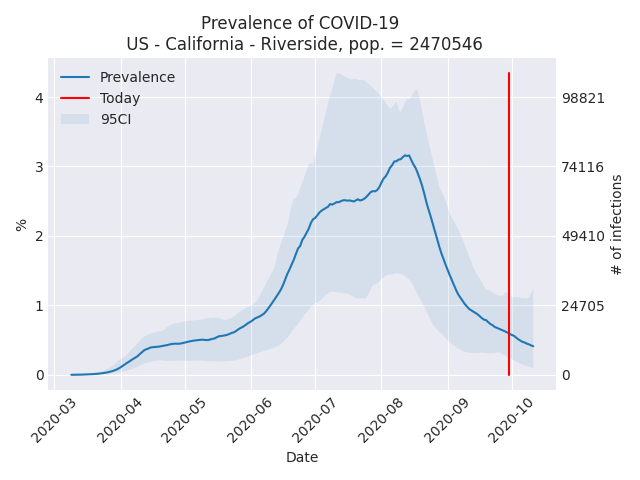 Prevalence of COVID-19
US - California - Riverside, pop. = 2470546
Prevalence
Today
95CI
4
3
2
1
0
%
98821
74116
49410
24705
0
# of infections
2020-03
2020-04
2020-05
2020-06
2020-07
2020-08
2020-09
2020-10
Date